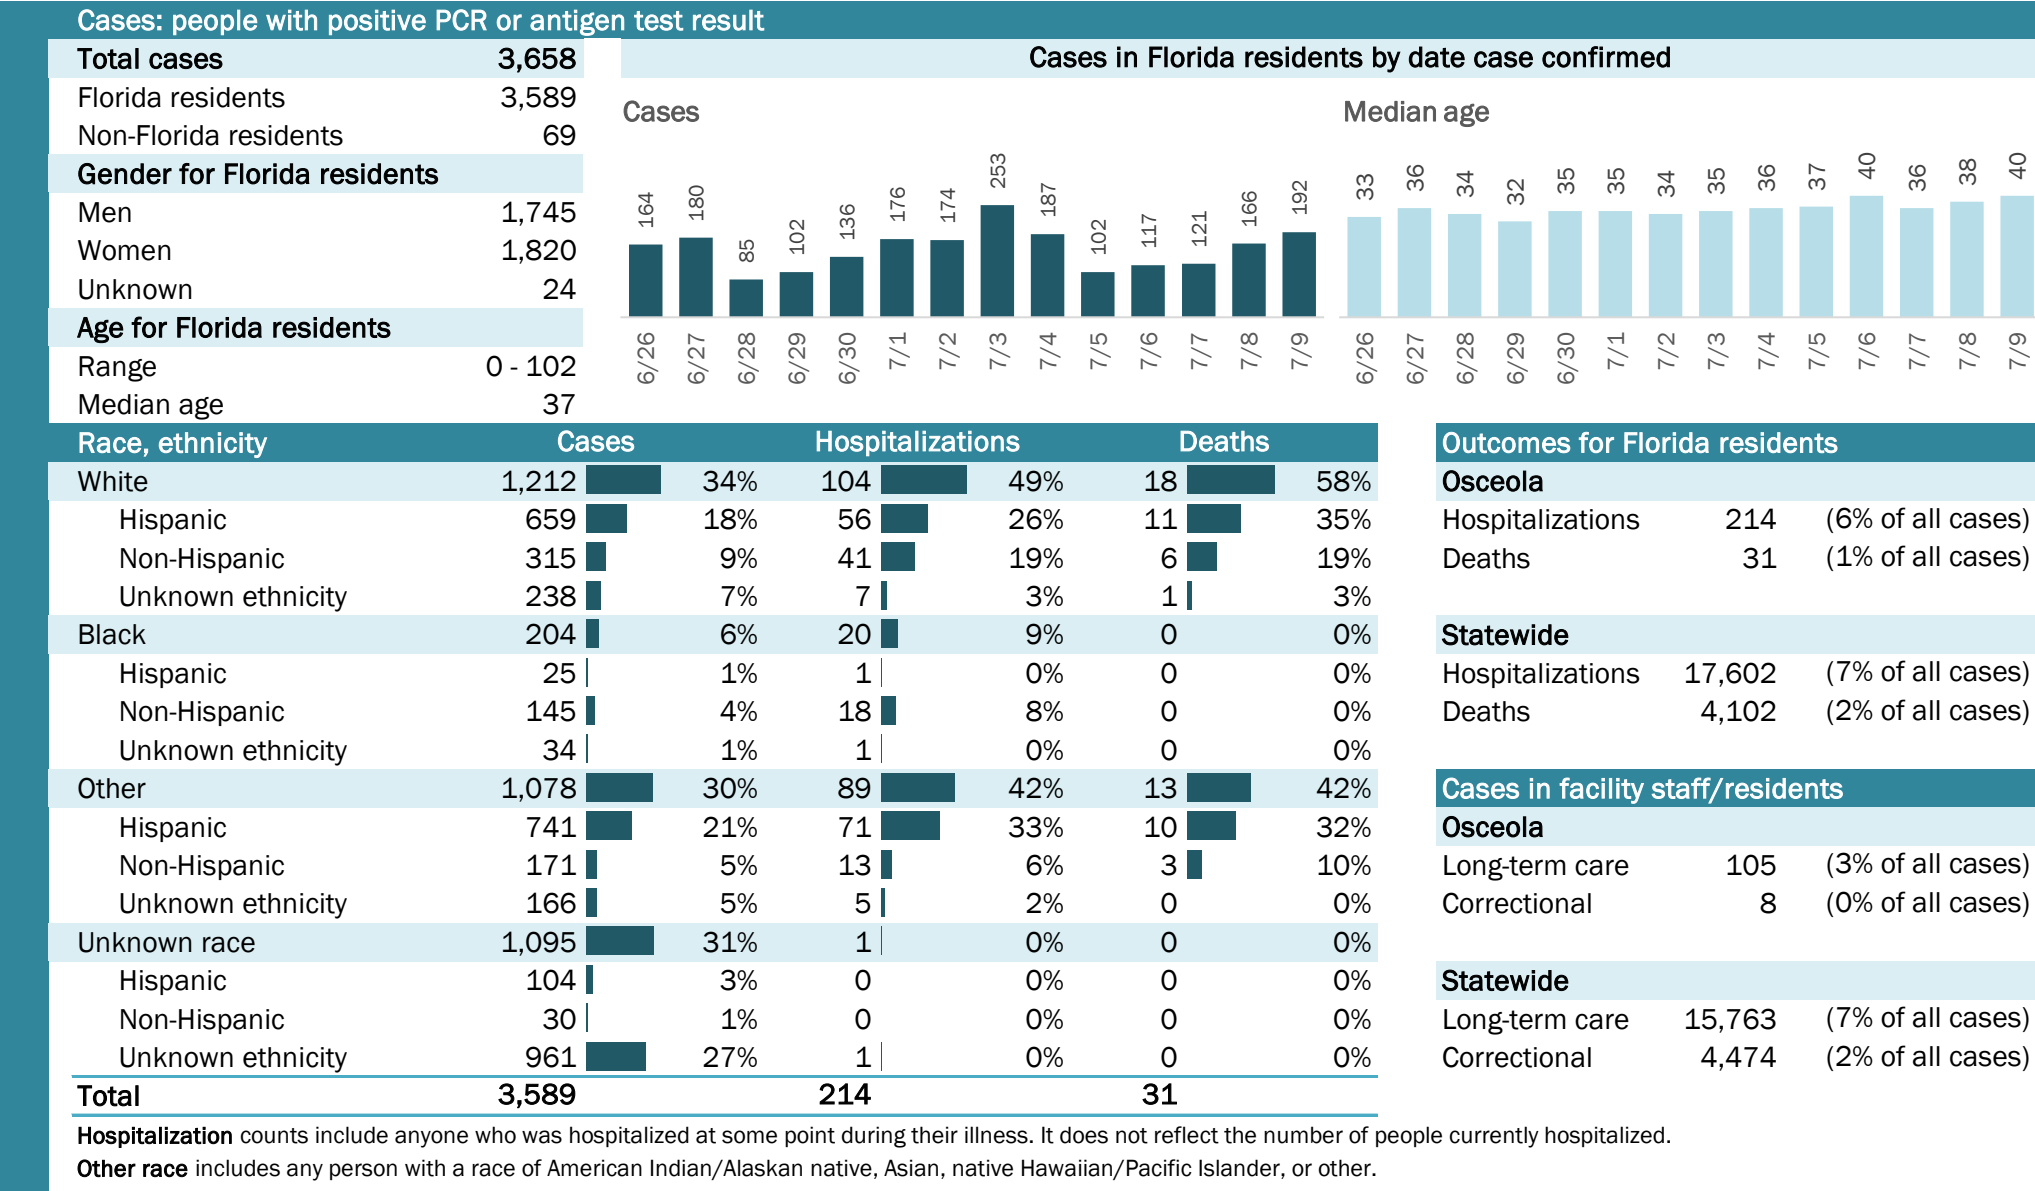 Cases: people with positive PCR or antigen test result
Total cases 3,658
Florida residents 3,589
Non-Florida residents 69
Gender for Florida residents
Men 1,745
Women 1,820
Unknown 24
Age for Florida residents
Range 0 - 102
Median age 37
Cases in Florida residents by date case confirmed
Cases
164 180 85 102 136 176 174 253 187 102 117 121 166 192
6/26 6/27 6/28 6/29 6/30 7/1 7/2 7/3 7/4 7/5 7/6 7/7 7/8 7/9
Median age
33 36 34 32 35 35 34 35 36 37 40 36 38 40
6/26 6/27 6/28 6/29 6/30 7/1 7/2 7/3 7/4 7/5 7/6 7/7 7/8 7/9
Race, ethnicity Cases Hospitalizations Deaths
White 1,212 34% 104 49% 18 58%
Hispanic 659 18% 56 26% 11 35%
Non-Hispanic 315 9% 41 19% 6 19%
Unknown ethnicity 238 7% 7 3% 1 3%
Black 204 6% 20 9% 0 0%
Hispanic 25 1% 1 0% 0 0%
Non-Hispanic 145 4% 18 8% 0 0%
Unknown ethnicity 34 1% 1 0% 0 0%
Other 1,078 30% 89 42% 13 42%
Hispanic 741 21% 71 33% 10 32%
Non-Hispanic 171 5% 13 6% 3 10%
Unknown ethnicity 166 5% 5 2% 0 0%
Unknown race 1,095 31% 1 0% 0 0%
Hispanic 104 3% 0 0% 0 0%
Non-Hispanic 30 1% 0 0% 0 0%
Unknown ethnicity 961 27% 1 0% 0 0%
Total 3,589 214 31
Outcomes for Florida residents
Osceola
Hospitalizations 214 (6% of all cases)
Deaths 31 (1% of all cases)
Statewide
Hospitalizations 17,602 (7% of all cases)
Deaths 4,102 (2% of all cases)
Cases in facility staff/residents
Osceola
Long-term care 105 (3% of all cases)
Correctional 8 (0% of all cases)
Statewide
Long-term care 15,763 (7% of all cases)
Correctional 4,474 (2% of all cases)
Hospitalization counts include anyone who was hospitalized at some point during their illness. It does not reflect the number of people currently hospitalized.
Other race includes any person with a race of American Indian/Alaskan native, Asian, native Hawaiian/Pacific Islander, or other.